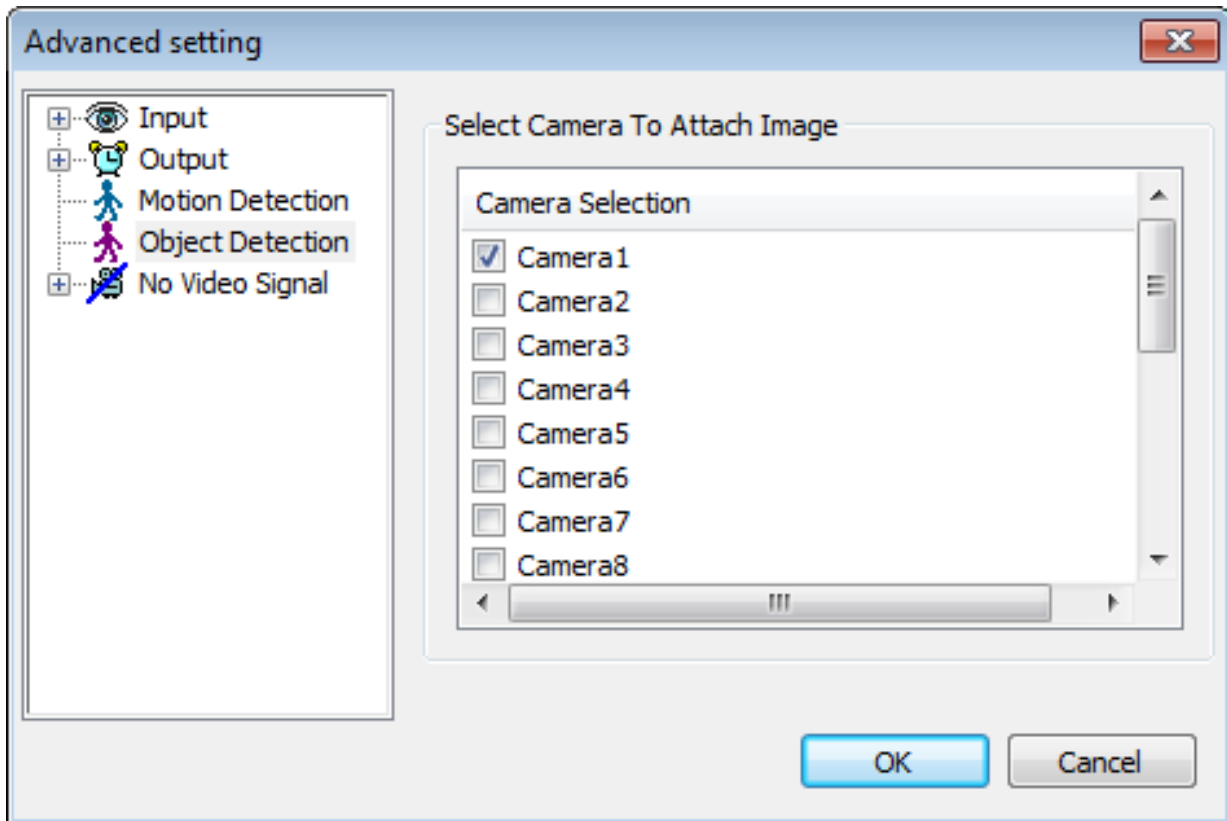 Advanced setting
Input
Output
Motion Detection
Object Detection
No Video Signal
Select Camera To Attach Image
Camera Selection
Camera1
Camera2
Camera3
Camera4
Camera5
Camera6
Camera7
Camera8
OK
Cancel